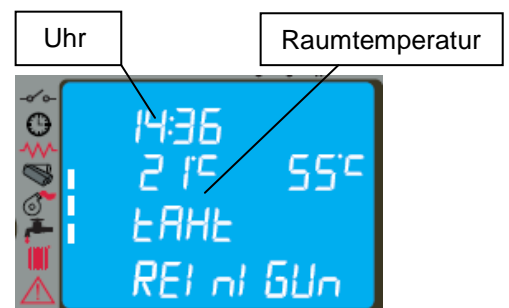 Uhr Raumtemperatur
14:36
21°C 55°C
tAHt
REInIGUn